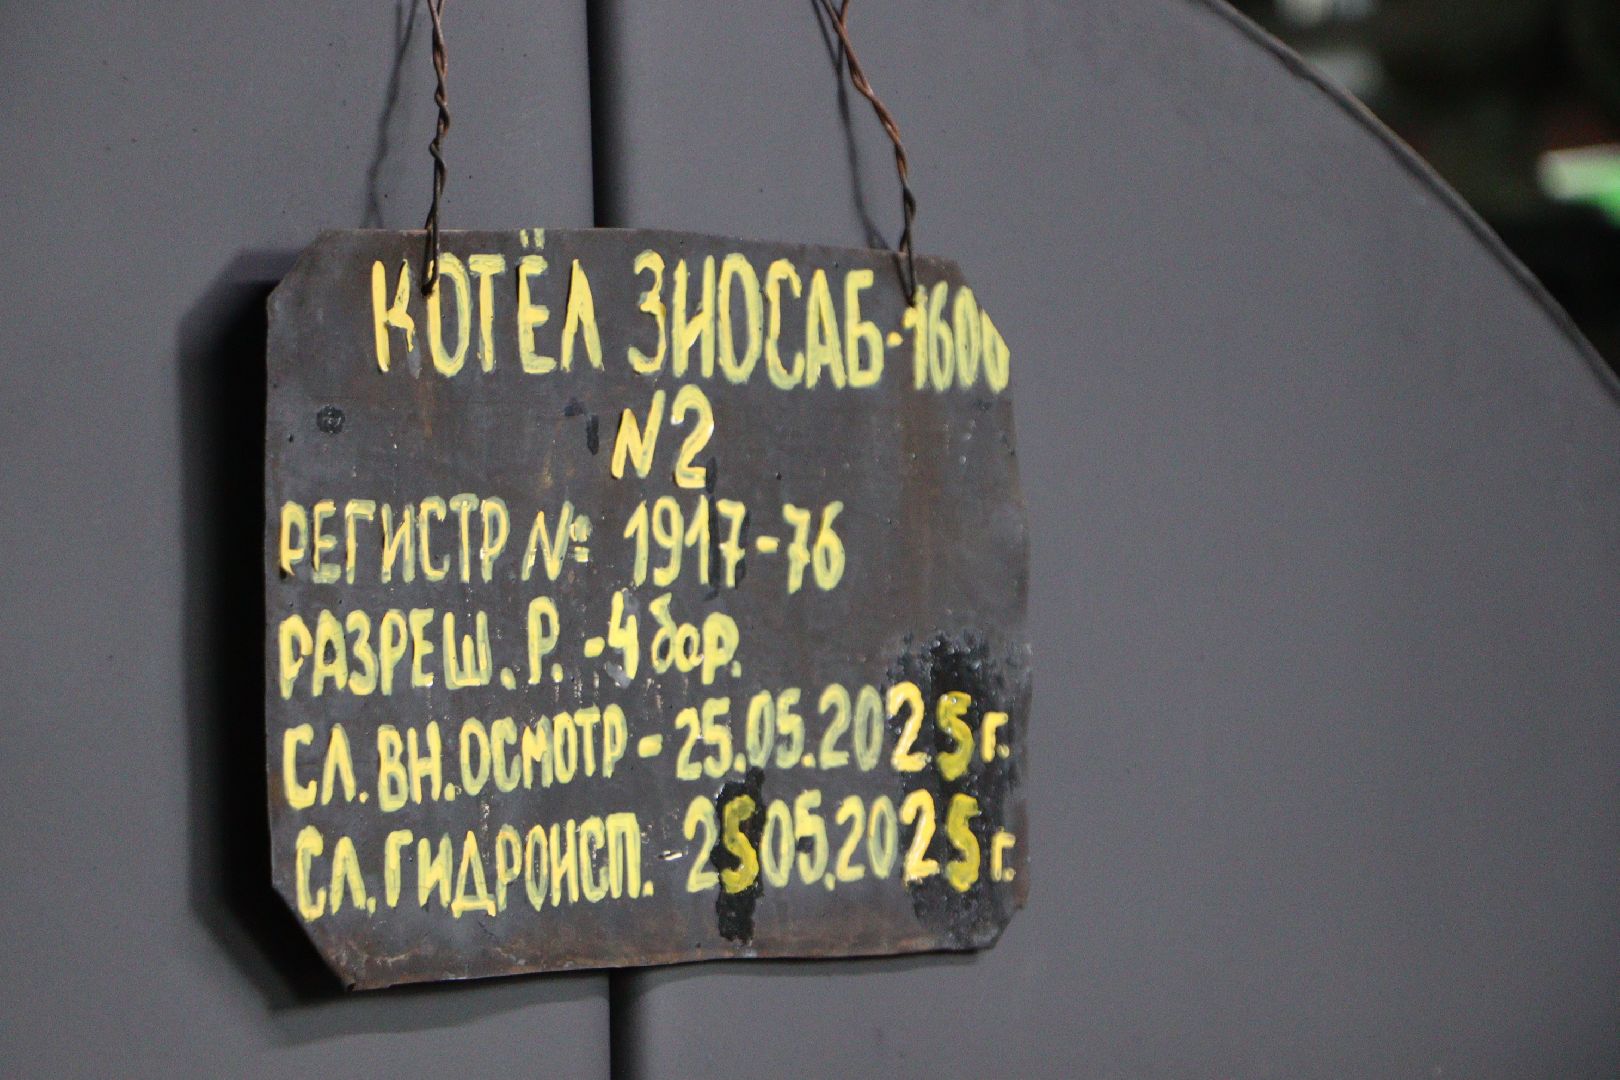 КОТЁЛ ЗИОСАБ-1600
N2
РЕГИСТР № 1917-76
РАЗРЕШ. Р. -4 бар.
СЛ. ВН. ОСМОТР - 25.05.2025 г.
СЛ. ГИДРОИСП. - 25 05.2025 г.